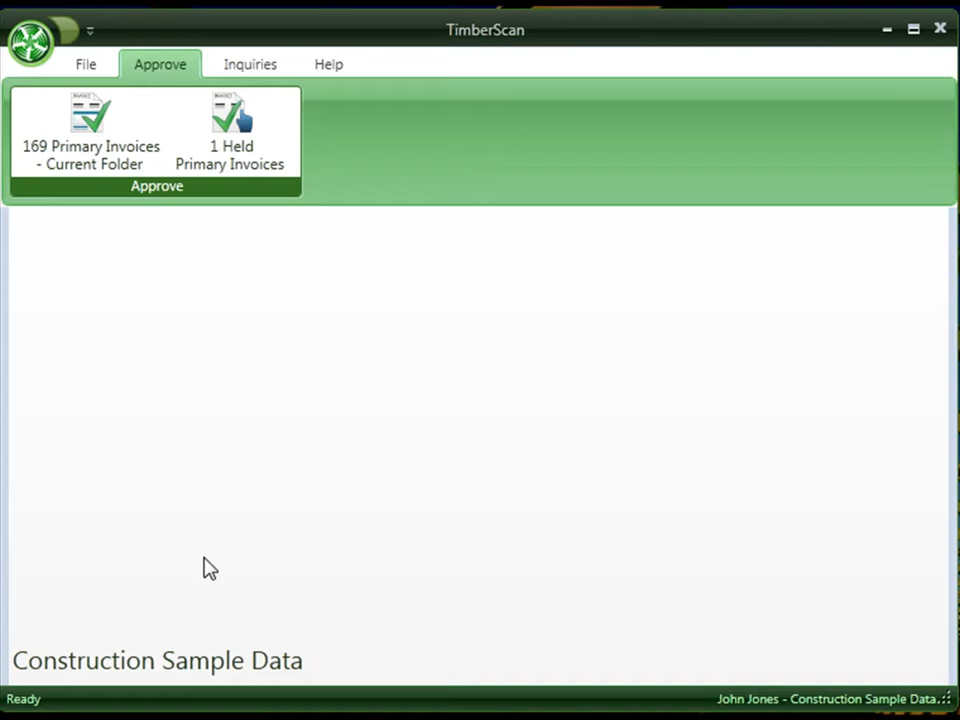 TimberScan
File Approve Inquiries Help
169 Primary Invoices
- Current Folder
1 Held
Primary Invoices
Approve
Construction Sample Data
Ready
John Jones - Construction Sample Data